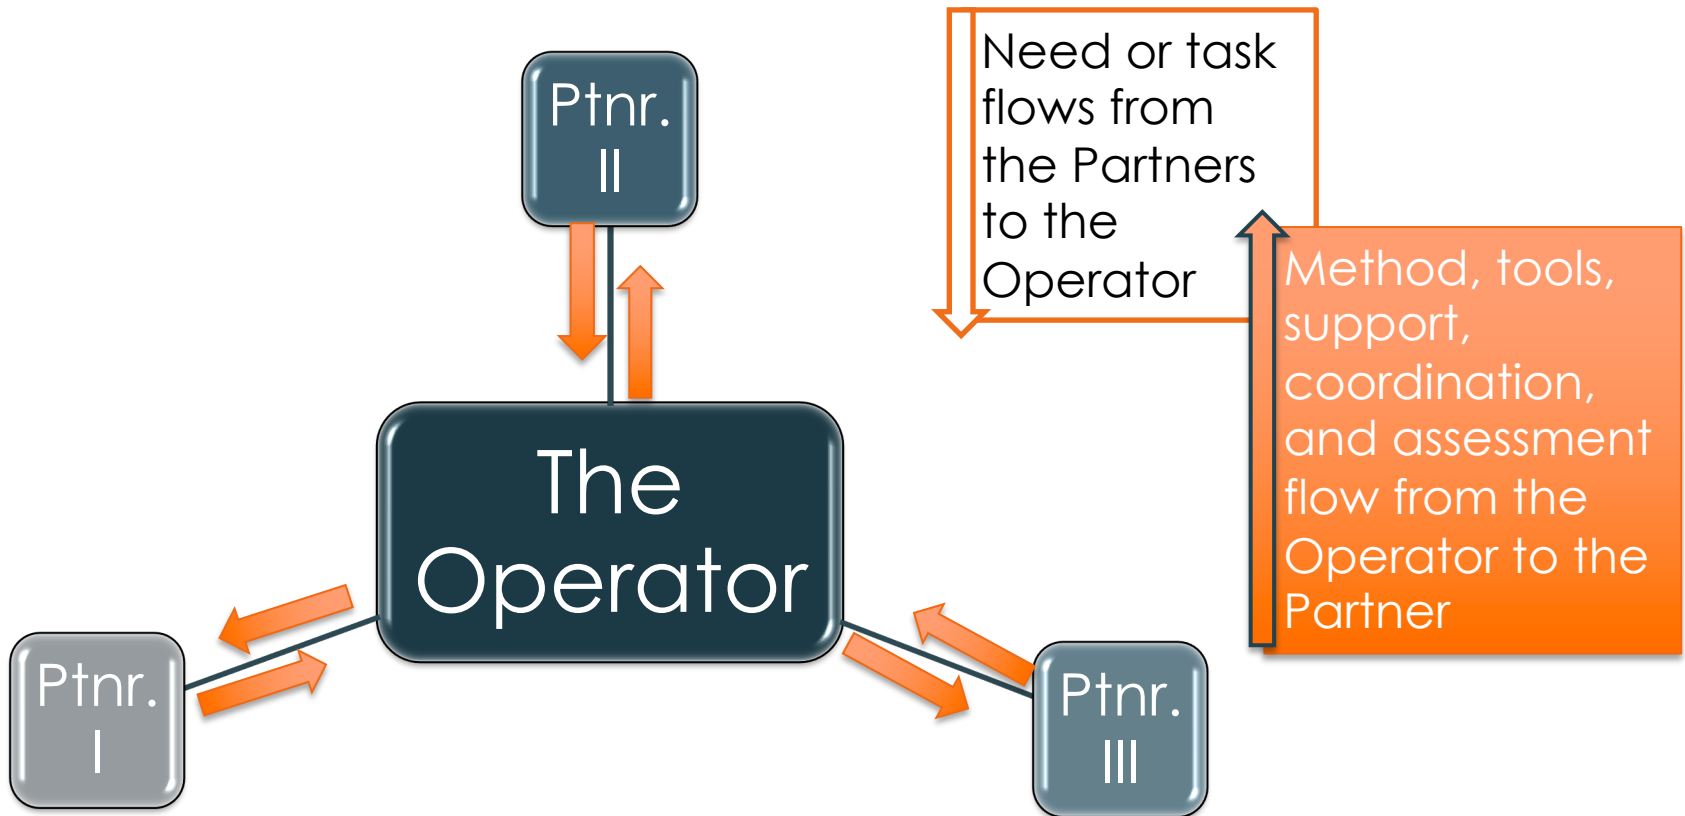 Ptnr.
II
Need or task
flows from
the Partners
to the
Operator
Method, tools,
support,
coordination,
and assessment
flow from the
Operator to the
Partner
The
Operator
Ptnr.
I
Ptnr.
III